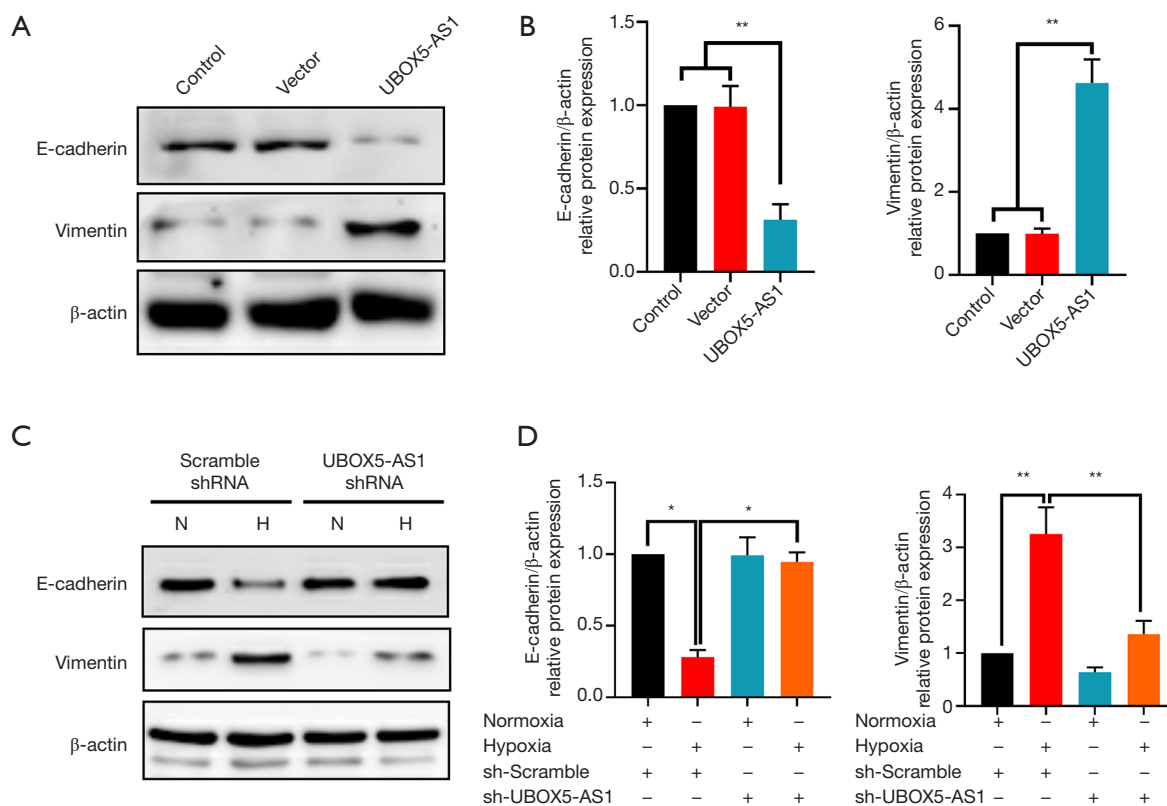 A
Control
Vector
UBOX5-AS1
E-cadherin
Vimentin
β-actin
B
E-cadherin/β-actin
relative protein expression
1.5
1.0
0.5
0.0
**
Control
Vector
UBOX5-AS1
Vimentin/β-actin
relative protein expression
6
4
2
0
**
Control
Vector
UBOX5-AS1
C
Scramble
shRNA
UBOX5-AS1
shRNA
N H N H
E-cadherin
Vimentin
β-actin
D
E-cadherin/β-actin
relative protein expression
1.5
1.0
0.5
0.0
* *
Normoxia + − + −
Hypoxia − + − +
sh-Scramble + + − −
sh-UBOX5-AS1 − − + +
Vimentin/β-actin
relative protein expression
4
3
2
1
0
** **
Normoxia + − + −
Hypoxia − + − +
sh-Scramble + + − −
sh-UBOX5-AS1 − − + +